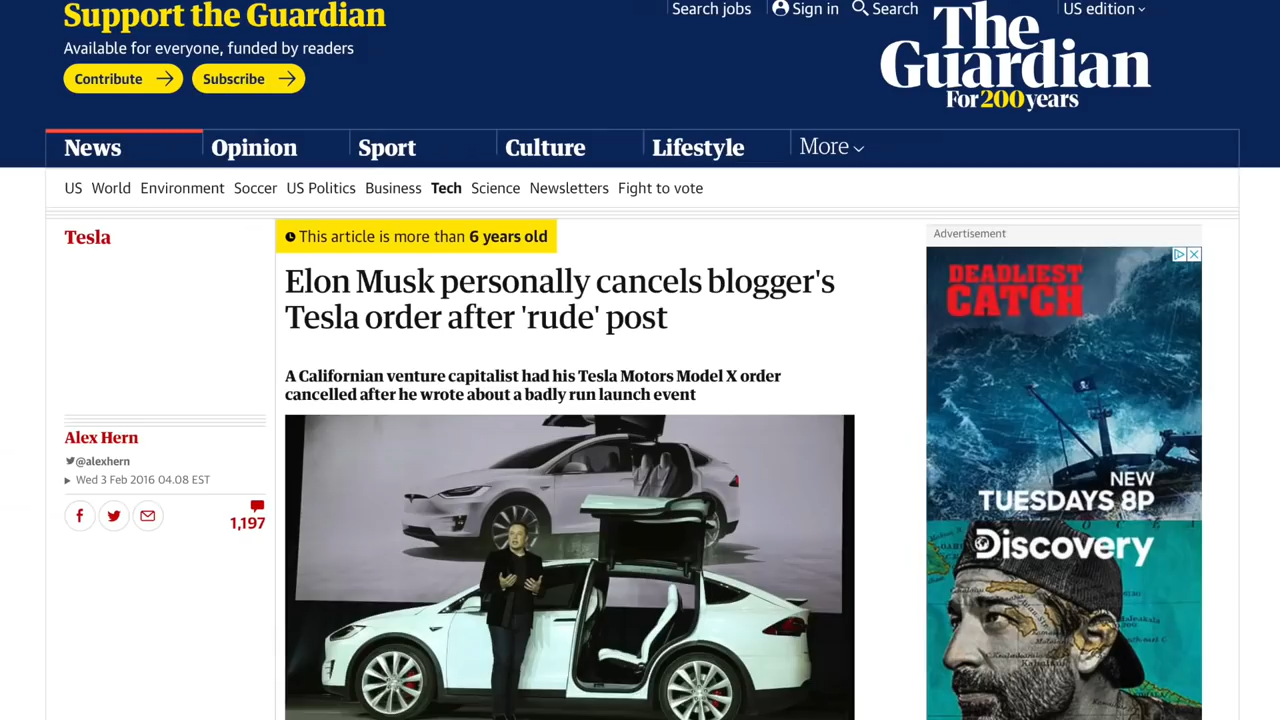 Support the Guardian
Available for everyone, funded by readers
Contribute
Subscribe
Search jobs
Sign in
Search
US edition
The
Guardian
For 200 years
News
Opinion
Sport
Culture
Lifestyle
More
US World Environment Soccer US Politics Business Tech Science Newsletters Fight to vote
Tesla
This article is more than 6 years old
Elon Musk personally cancels blogger's
Tesla order after 'rude' post
A Californian venture capitalist had his Tesla Motors Model X order
cancelled after he wrote about a badly run launch event
Alex Hern
@alexhern
Wed 3 Feb 2016 04.08 EST
1,197
Advertisement
DEADLIEST
CATCH
NEW
TUESDAYS 8P
Discovery